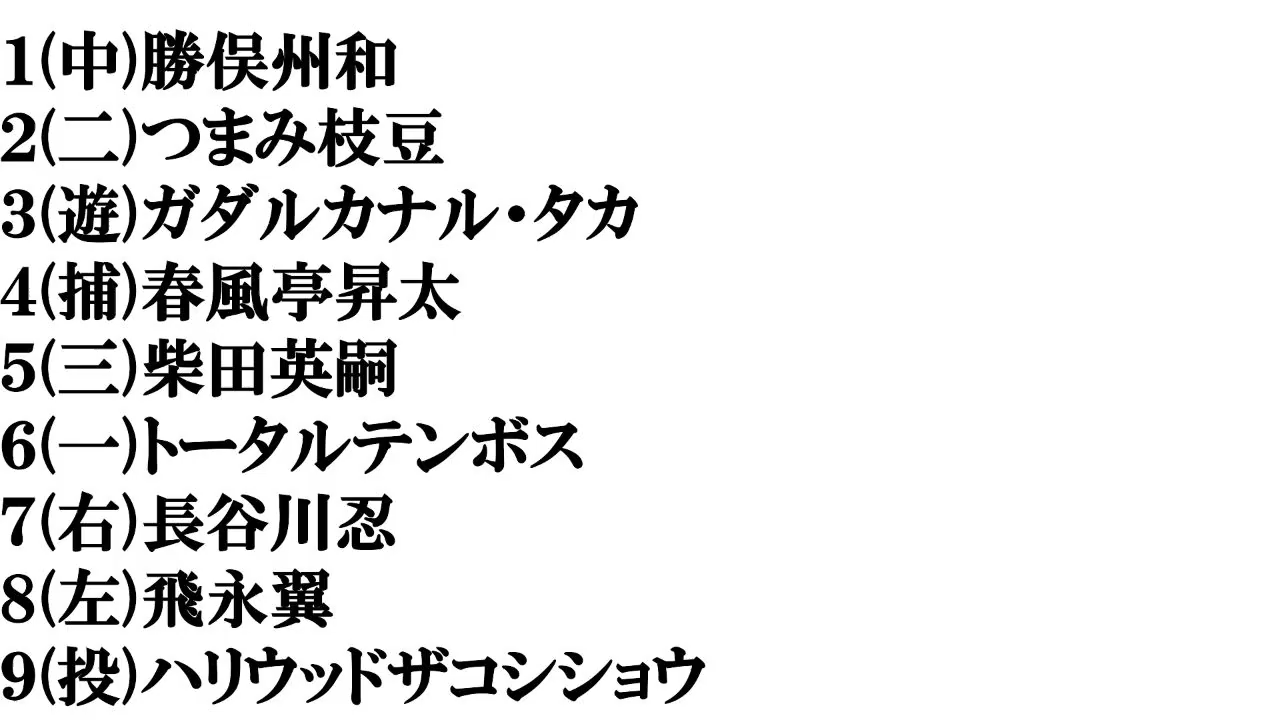 1(中)勝俣州和
2(二)つまみ枝豆
3(遊)ガダルカナル・タカ
4(捕)春風亭昇太
5(三)柴田英嗣
6(一)トータルテンボス
7(右)長谷川忍
8(左)飛永翼
9(投)ハリウッドザコシショウ